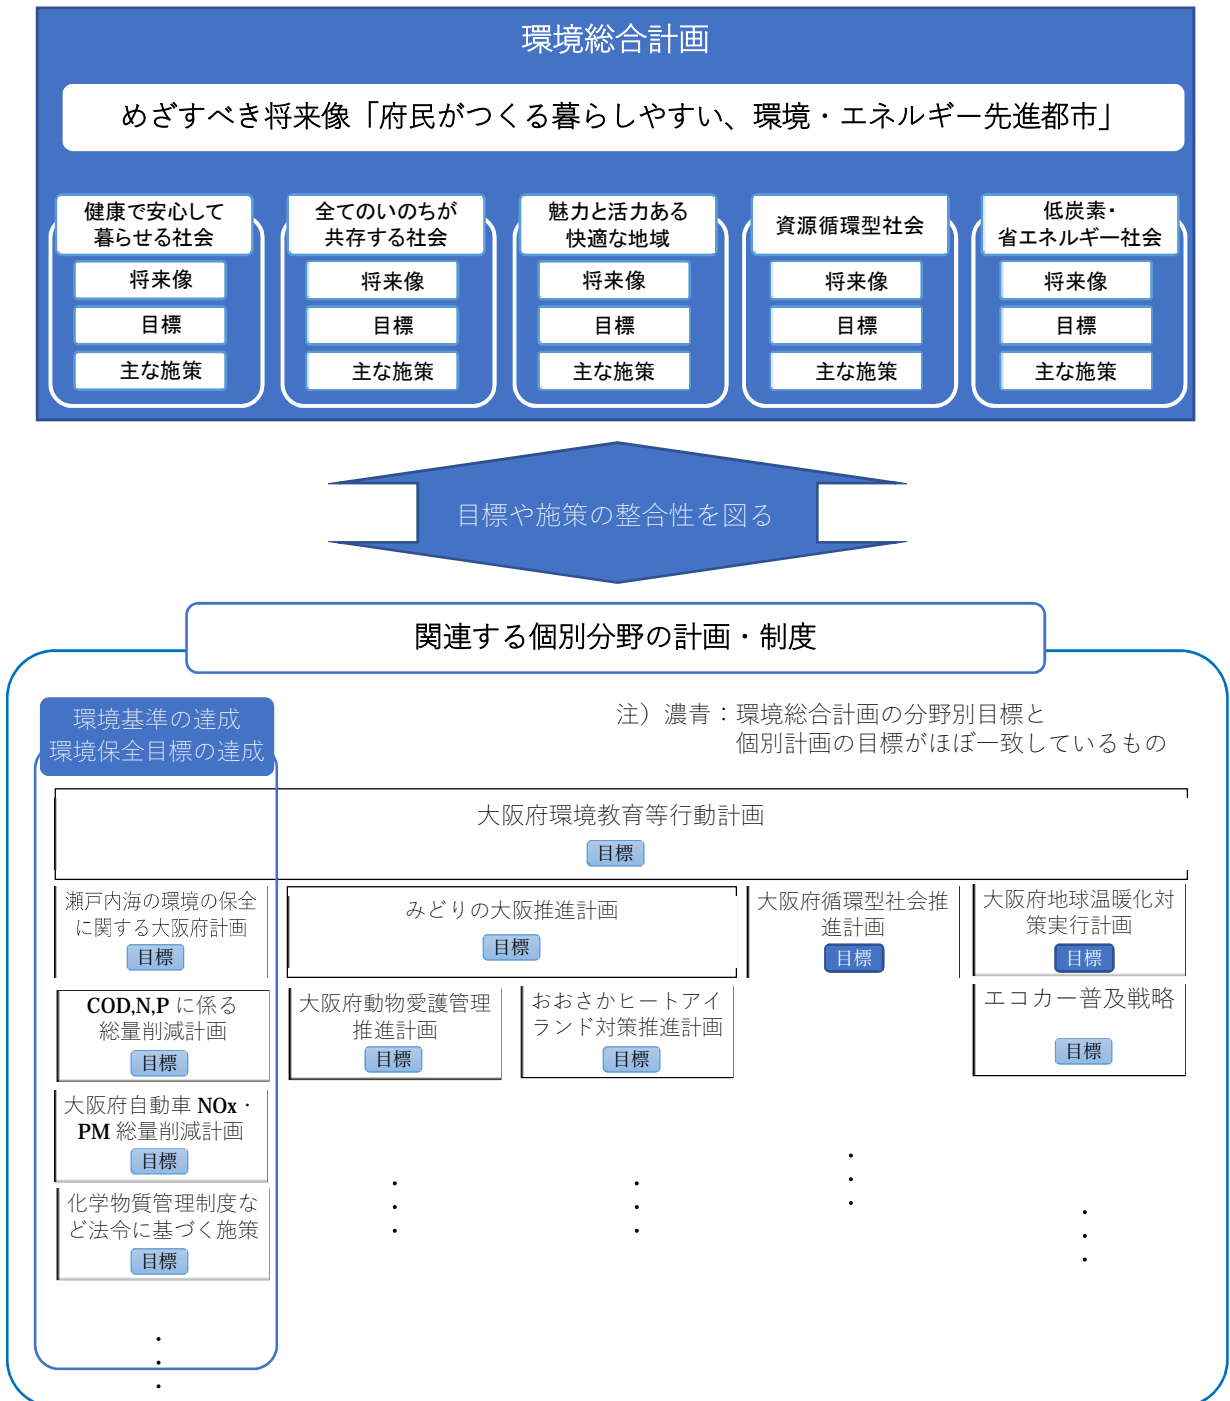 環境総合計画
めざすべき将来像「府民がつくる暮らしやすい、環境・エネルギー先進都市」
健康で安心して
暮らせる社会
将来像
目標
主な施策
全てのいのちが
共存する社会
将来像
目標
主な施策
魅力と活力ある
快適な地域
将来像
目標
主な施策
資源循環型社会
将来像
目標
主な施策
低炭素・
省エネルギー社会
将来像
目標
主な施策
目標や施策の整合性を図る
関連する個別分野の計画・制度
環境基準の達成
環境保全目標の達成
注）濃青：環境総合計画の分野別目標と
個別計画の目標がほぼ一致しているもの
大阪府環境教育等行動計画
目標
瀬戸内海の環境の保全
に関する大阪府計画
目標
みどりの大阪推進計画
目標
大阪府循環型社会推
進計画
目標
大阪府地球温暖化対
策実行計画
目標
COD,N,P に係る
総量削減計画
目標
大阪府動物愛護管理
推進計画
目標
おおさかヒートアイ
ランド対策推進計画
目標
エコカー普及戦略
目標
大阪府自動車 NOx・
PM 総量削減計画
目標
化学物質管理制度な
ど法令に基づく施策
目標